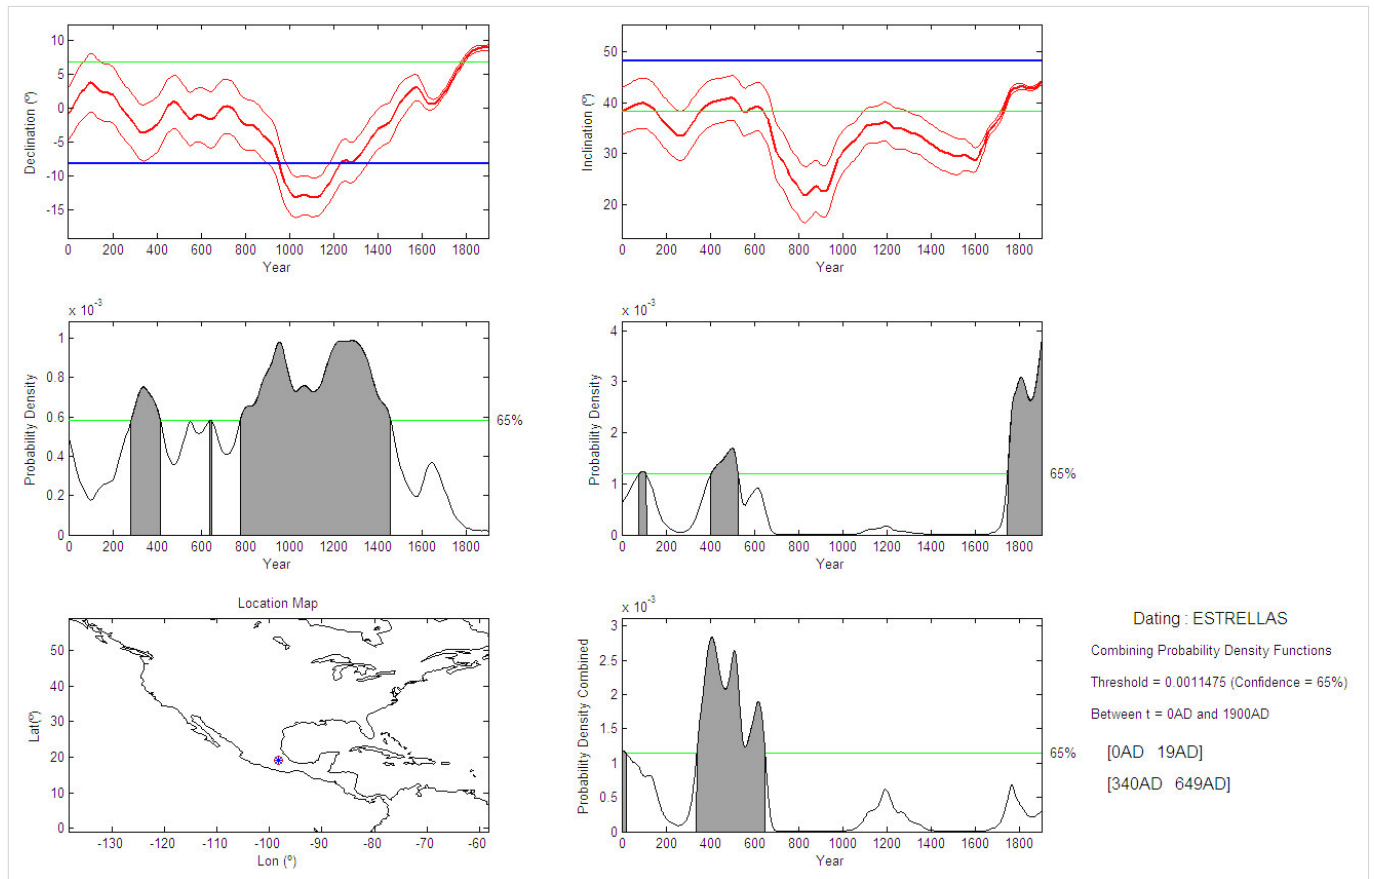 10
5
0
-5
-10
-15
Declination (º)
0 200 400 600 800 1000 1200 1400 1600 1800
Year
50
40
30
20
Inclination (º)
0 200 400 600 800 1000 1200 1400 1600 1800
Year
x 10-3
1
0.8
0.6
0.4
0.2
0
Probability Density
65%
0 200 400 600 800 1000 1200 1400 1600 1800
Year
x 10-3
4
3
2
1
0
Probability Density
65%
0 200 400 600 800 1000 1200 1400 1600 1800
Year
Location Map
50
40
30
20
10
0
Lat(º)
-130 -120 -110 -100 -90 -80 -70 -60
Lon (º)
x 10-3
3
2.5
2
1.5
1
0.5
0
Probability Density Combined
65%
0 200 400 600 800 1000 1200 1400 1600 1800
Year
Dating : ESTRELLAS
Combining Probability Density Functions
Threshold = 0.0011475 (Confidence = 65%)
Between t = 0AD and 1900AD
[0AD 19AD]
[340AD 649AD]